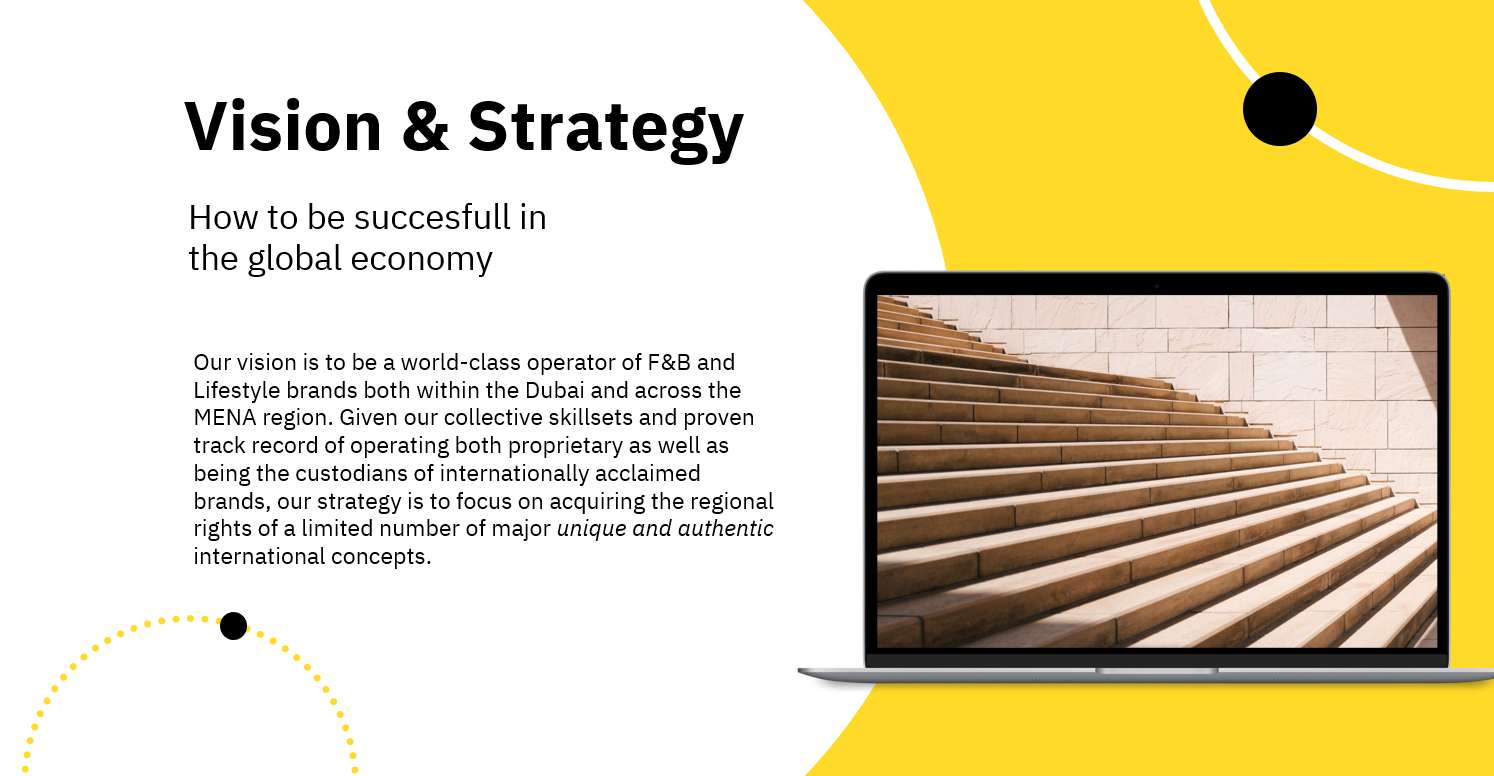 Vision & Strategy
How to be succesfull in
the global economy
Our vision is to be a world-class operator of F&B and
Lifestyle brands both within the Dubai and across the
MENA region. Given our collective skillsets and proven
track record of operating both proprietary as well as
being the custodians of internationally acclaimed
brands, our strategy is to focus on acquiring the regional
rights of a limited number of major unique and authentic
international concepts.